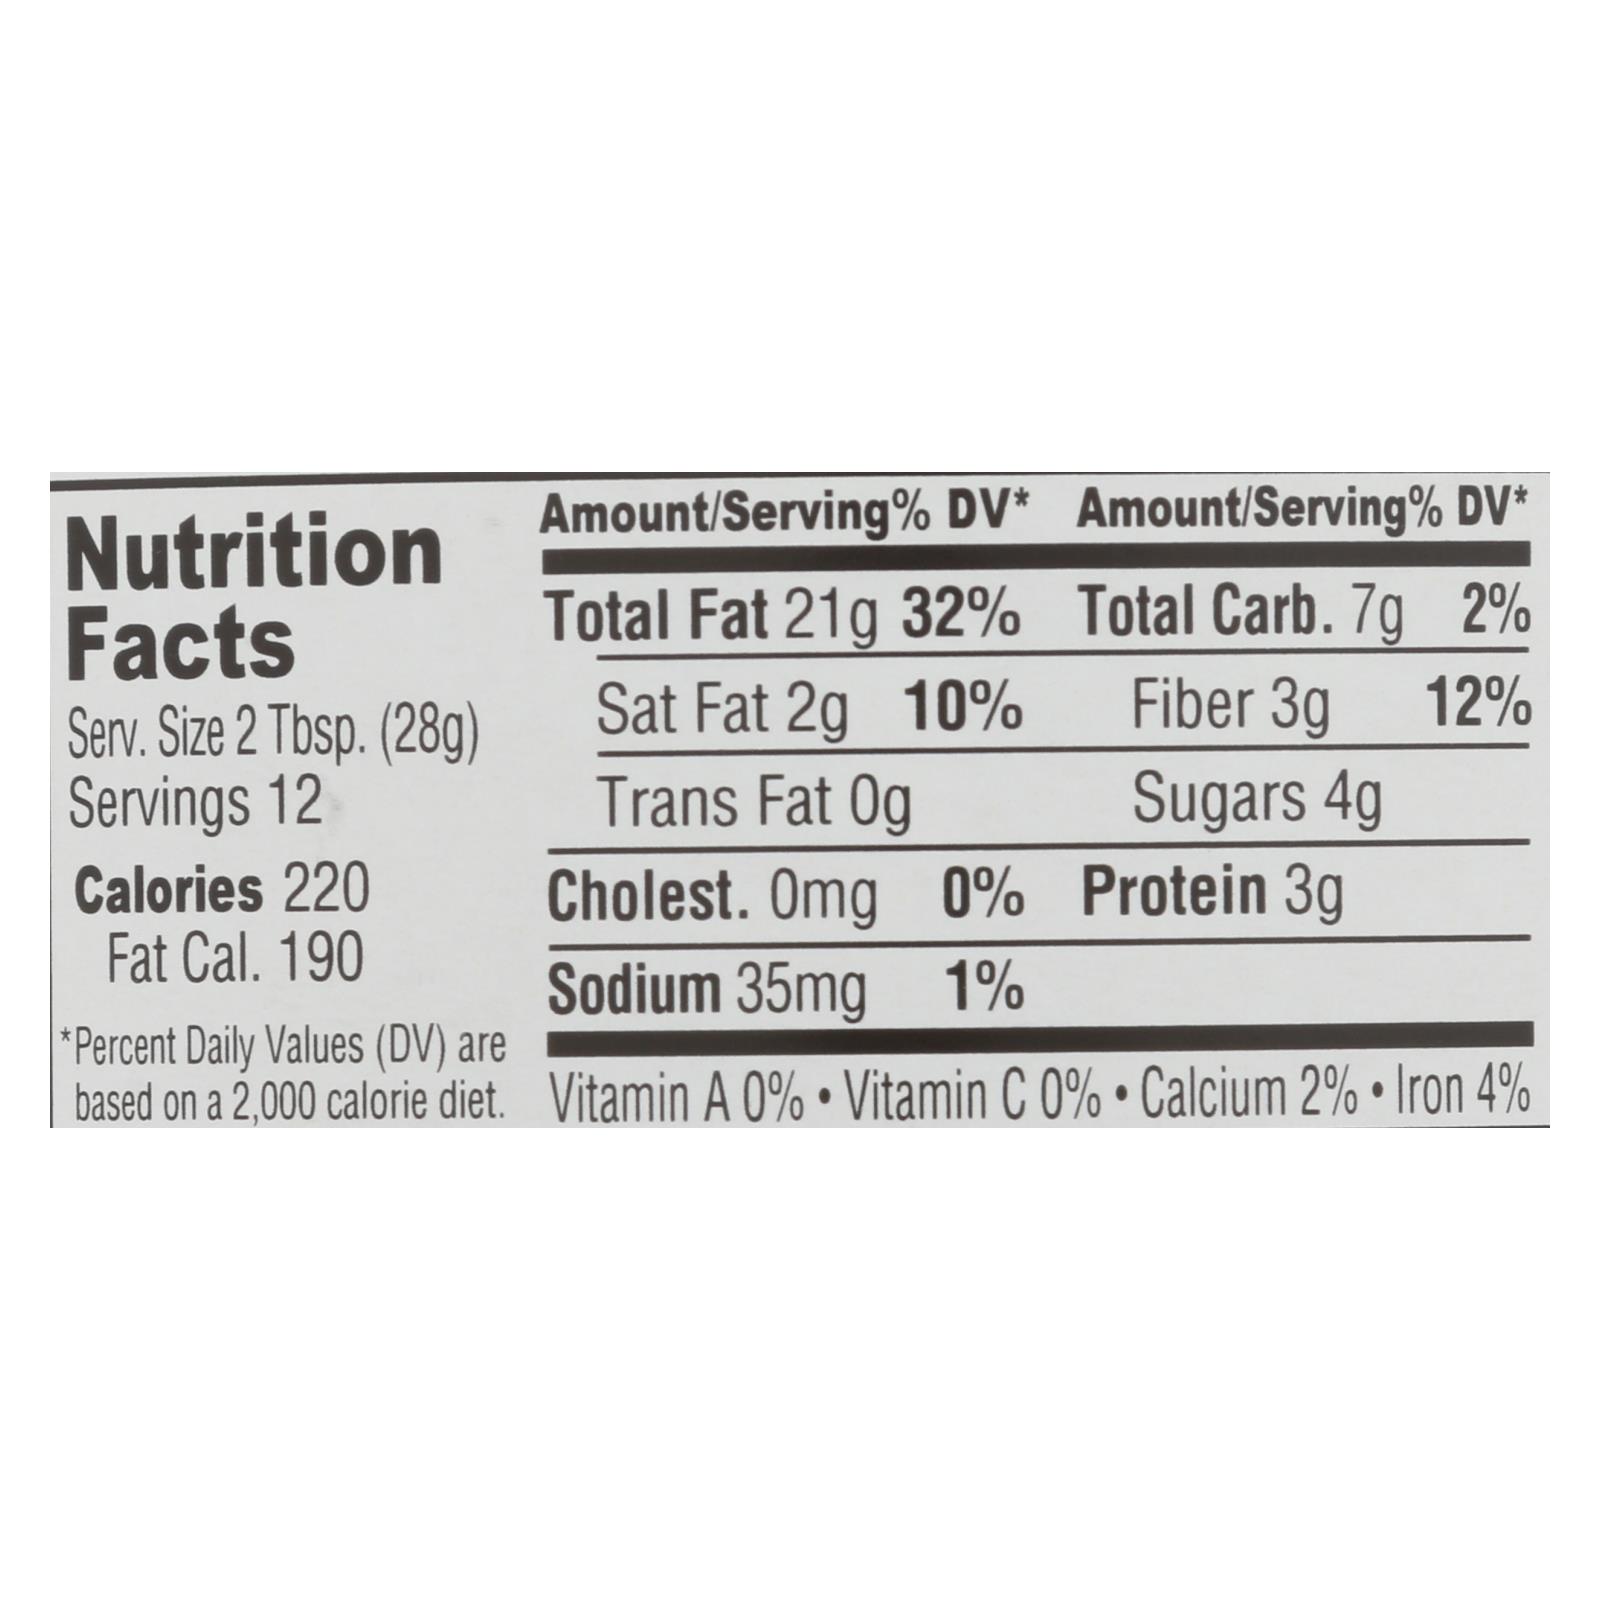 Nutrition
Facts
Serv. Size 2 Tbsp. (28g)
Servings 12
Calories 220
Fat Cal. 190
*Percent Daily Values (DV) are
based on a 2,000 calorie diet.
Amount/Serving% DV* Amount/Serving% DV*
Total Fat 21g 32% Total Carb. 7g 2%
Sat Fat 2g 10% Fiber 3g 12%
Trans Fat 0g Sugars 4g
Cholest. 0mg 0% Protein 3g
Sodium 35mg 1%
Vitamin A 0% • Vitamin C 0% • Calcium 2% • Iron 4%